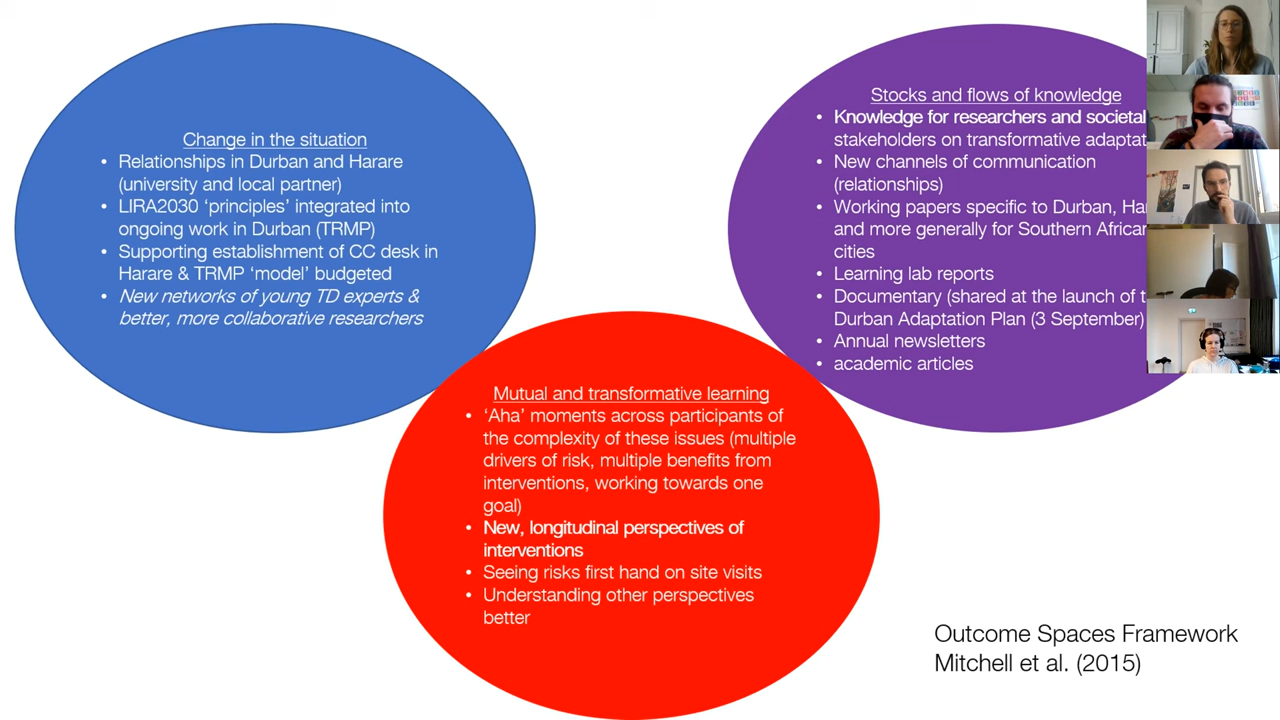 Change in the situation
• Relationships in Durban and Harare
(university and local partner)
• LIRA2030 ‘principles’ integrated into
ongoing work in Durban (TRMP)
• Supporting establishment of CC desk in
Harare & TRMP ‘model’ budgeted
• New networks of young TD experts &
better, more collaborative researchers
Stocks and flows of knowledge
• Knowledge for researchers and societal
stakeholders on transformative adaptat
• New channels of communication
(relationships)
• Working papers specific to Durban, Ha
and more generally for Southern African
cities
• Learning lab reports
• Documentary (shared at the launch of t
Durban Adaptation Plan (3 September)
• Annual newsletters
• academic articles
Mutual and transformative learning
• ‘Aha’ moments across participants of
the complexity of these issues (multiple
drivers of risk, multiple benefits from
interventions, working towards one
goal)
• New, longitudinal perspectives of
interventions
• Seeing risks first hand on site visits
• Understanding other perspectives
better
Outcome Spaces Framework
Mitchell et al. (2015)